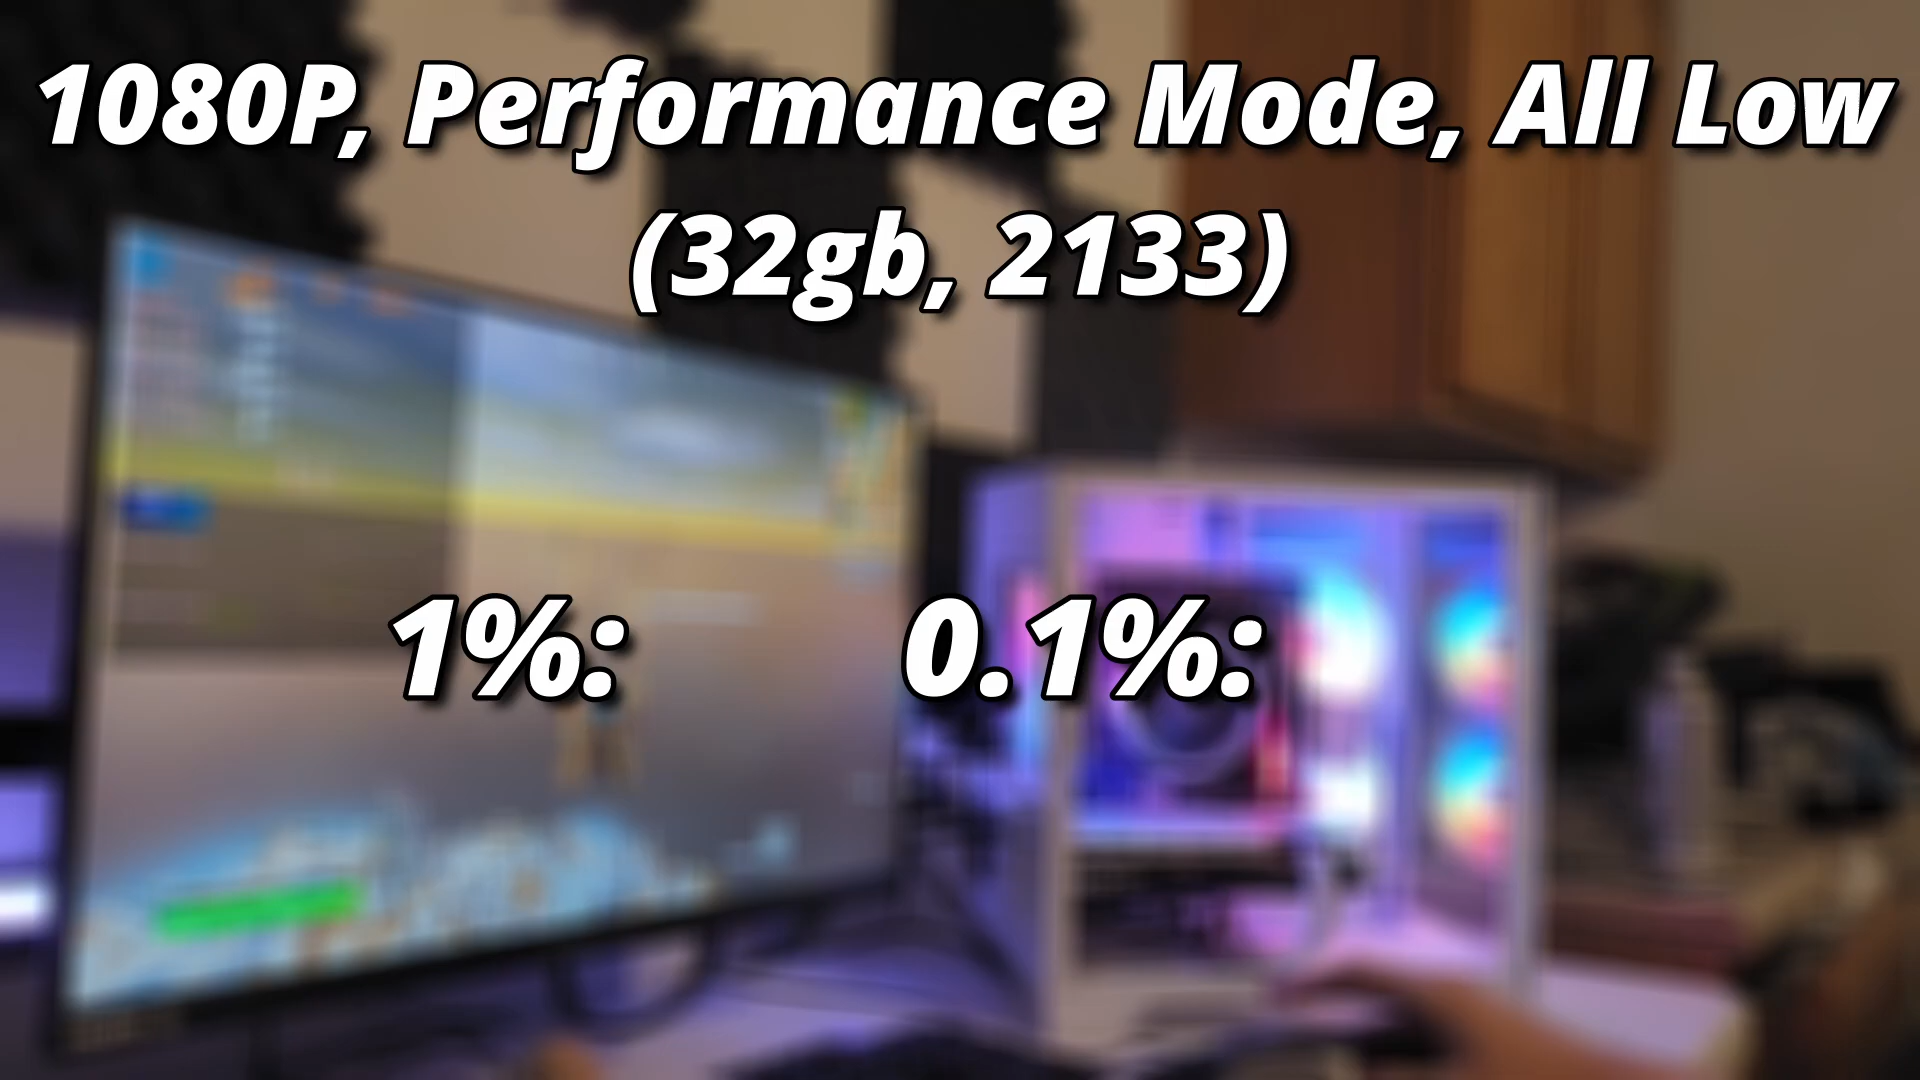 1080P, Performance Mode, All Low
(32gb, 2133)
1%: 0.1%: